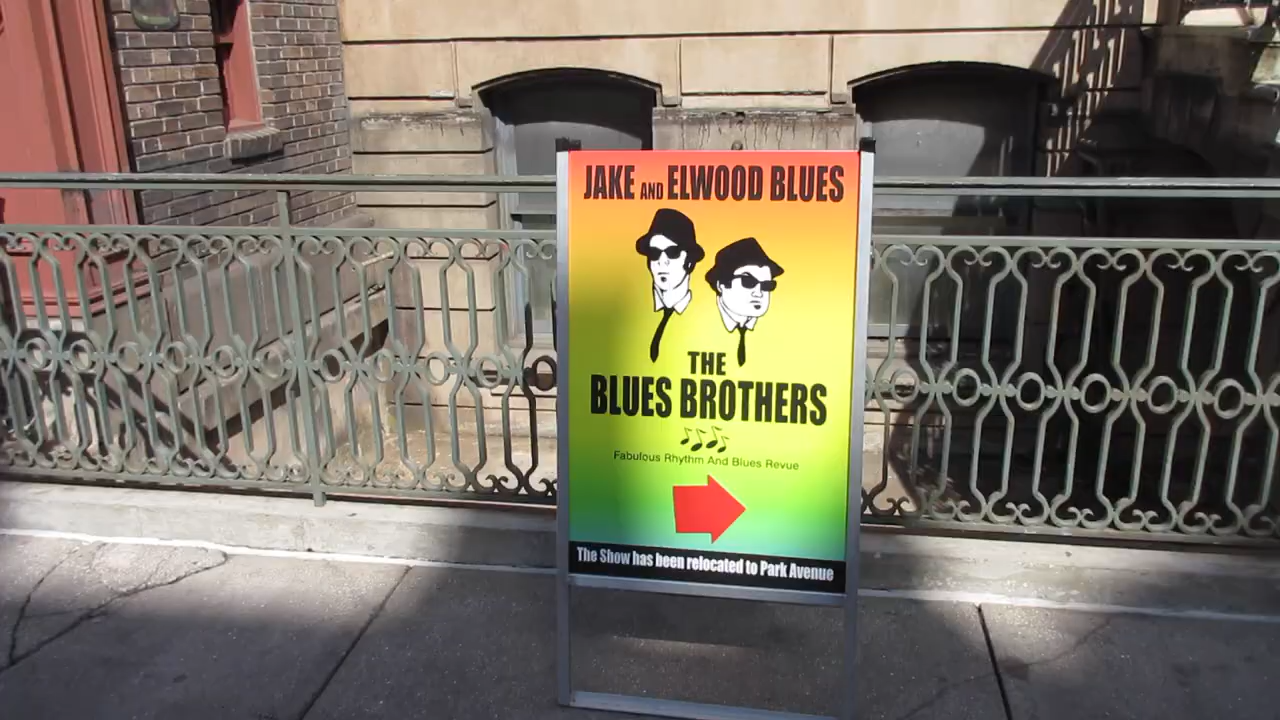 JAKE AND ELWOOD BLUES
THE
BLUES BROTHERS
Fabulous Rhythm And Blues Revue
The Show has been relocated to Park Avenue